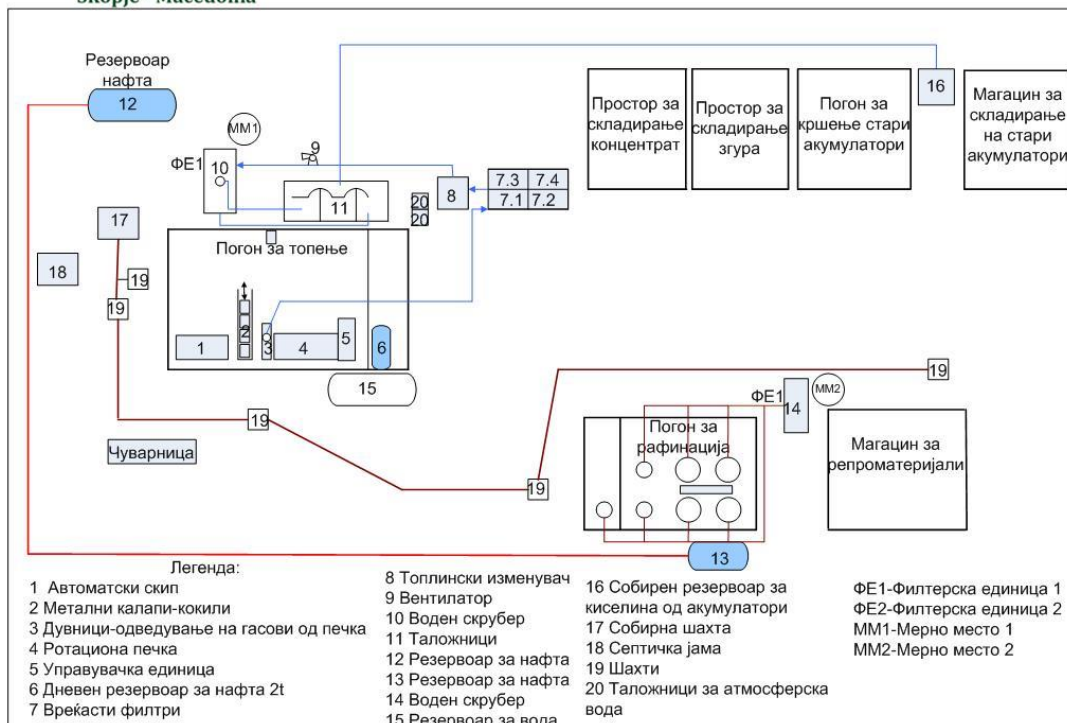 Skopje - Macedonia
Резервоар
нафта
12
ММ1
9
ФЕ1
10
11
8
20
20
7.3 7.4
7.1 7.2
Простор за
складирање
концентрат
Простор за
складирање
згура
Погон за
кршење стари
акумулатори
16
Магацин за
складирање
на стари
акумулатори
17
18
19
19
Погон за топење
1
2
3
4
5
6
15
19
Чуварница
19
19
ФЕ1
14
ММ2
Погон за
рафинација
Магацин за
репроматеријали
13
Легенда:
1 Автоматски скип
2 Метални калапи-кокили
3 Дувници-одведување на гасови од печка
4 Ротациона печка
5 Управувачка единица
6 Дневен резервоар за нафта 2t
7 Вреќасти филтри
8 Топлински изменувач
9 Вентилатор
10 Воден скрубер
11 Таложници
12 Резервоар за нафта
13 Резервоар за нафта
14 Воден скрубер
15 Резервоар за вода
16 Собирен резервоар за
киселина од акумулатори
17 Собирна шахта
18 Септичка јама
19 Шахти
20 Таложници за атмосферска
вода
ФЕ1-Филтерска единица 1
ФЕ2-Филтерска единица 2
ММ1-Мерно место 1
ММ2-Мерно место 2